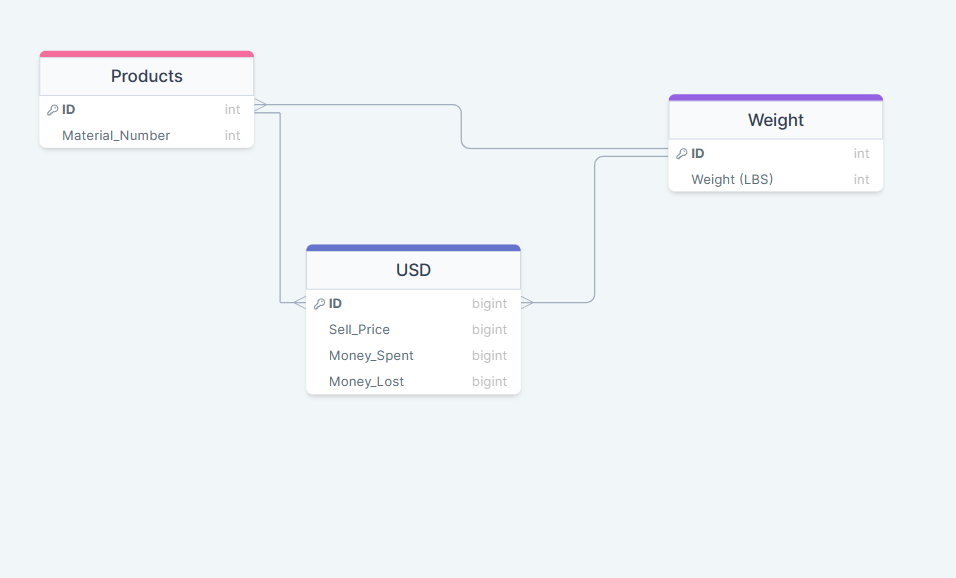 Products
ID int
Material_Number int
Weight
ID int
Weight (LBS) int
USD
ID bigint
Sell_Price bigint
Money_Spent bigint
Money_Lost bigint